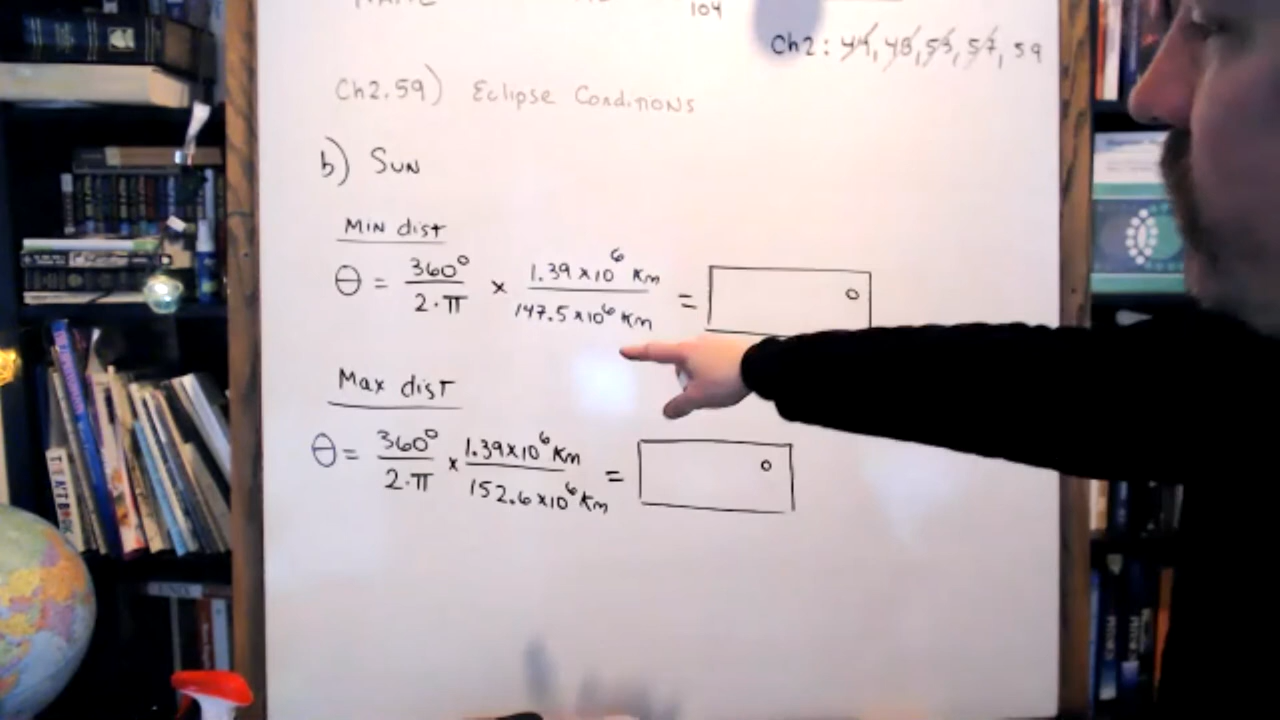 104
Ch2: 44, 48, 53, 57, 59
Ch2.59) Eclipse Conditions
b) Sun
Min dist
θ = 360° / 2·π × 1.39×10⁶ Km / 147.5×10⁶ Km = °
Max dist
θ = 360° / 2·π × 1.39×10⁶ Km / 152.6×10⁶ Km = °
TEXTBOOK